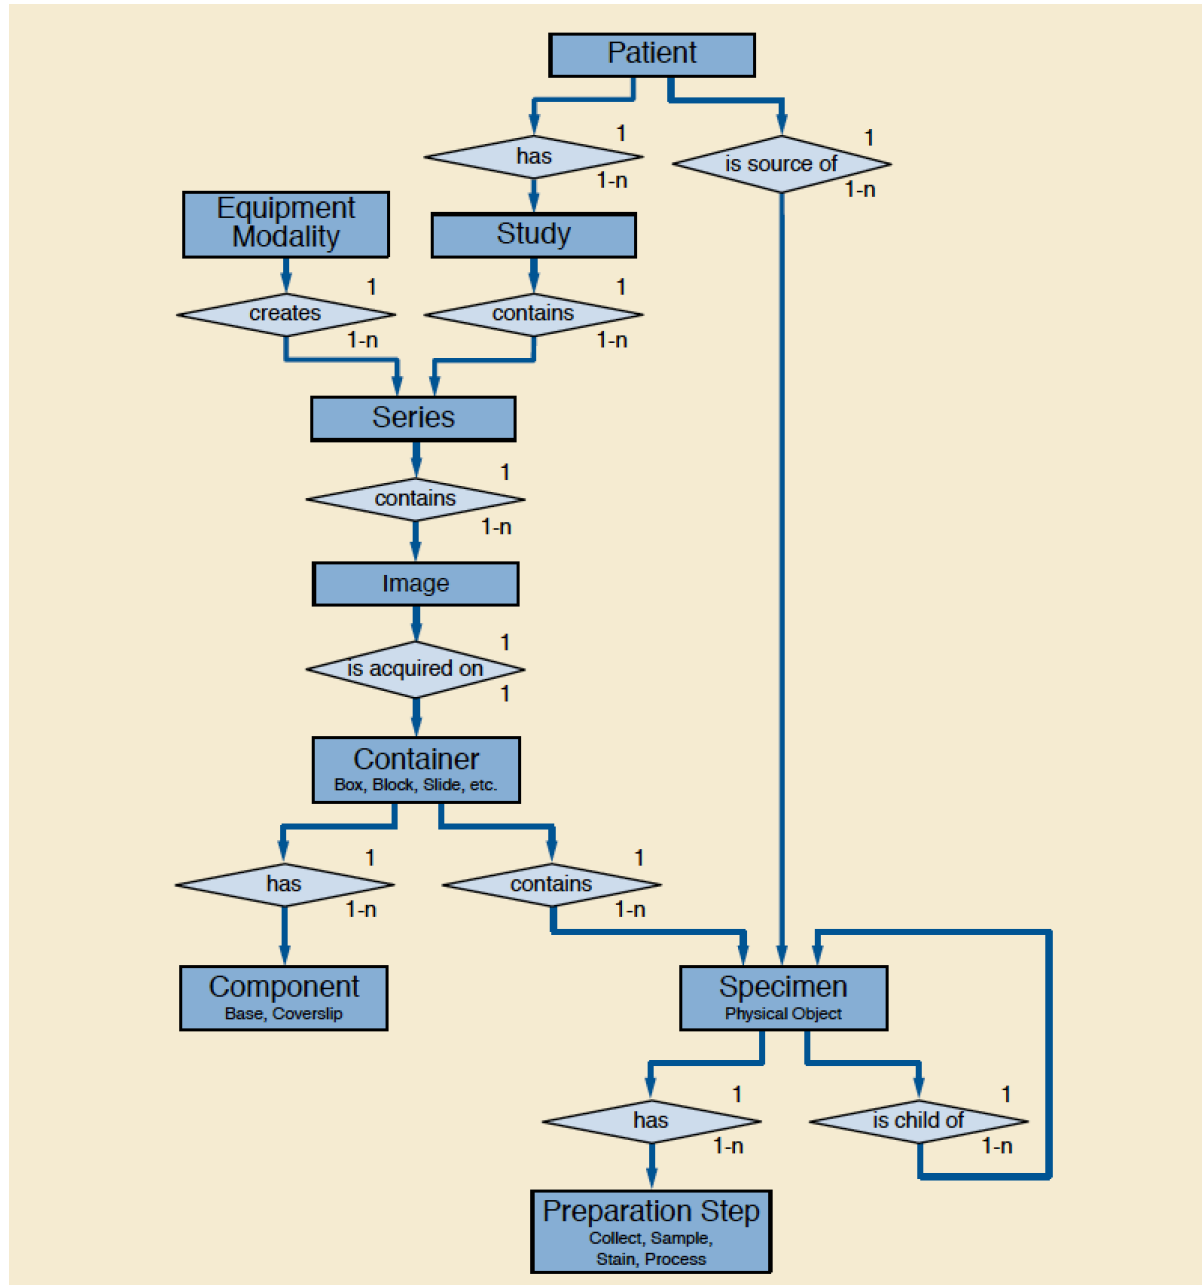 Patient
1
has
1-n
1
is source of
1-n
Equipment
Modality
Study
1
creates
1-n
1
contains
1-n
Series
1
contains
1-n
Image
1
is acquired on
1
Container
Box, Block, Slide, etc.
1
has
1-n
1
contains
1-n
Component
Base, Coverslip
Specimen
Physical Object
1
has
1-n
1
is child of
1-n
Preparation Step
Collect, Sample,
Stain, Process